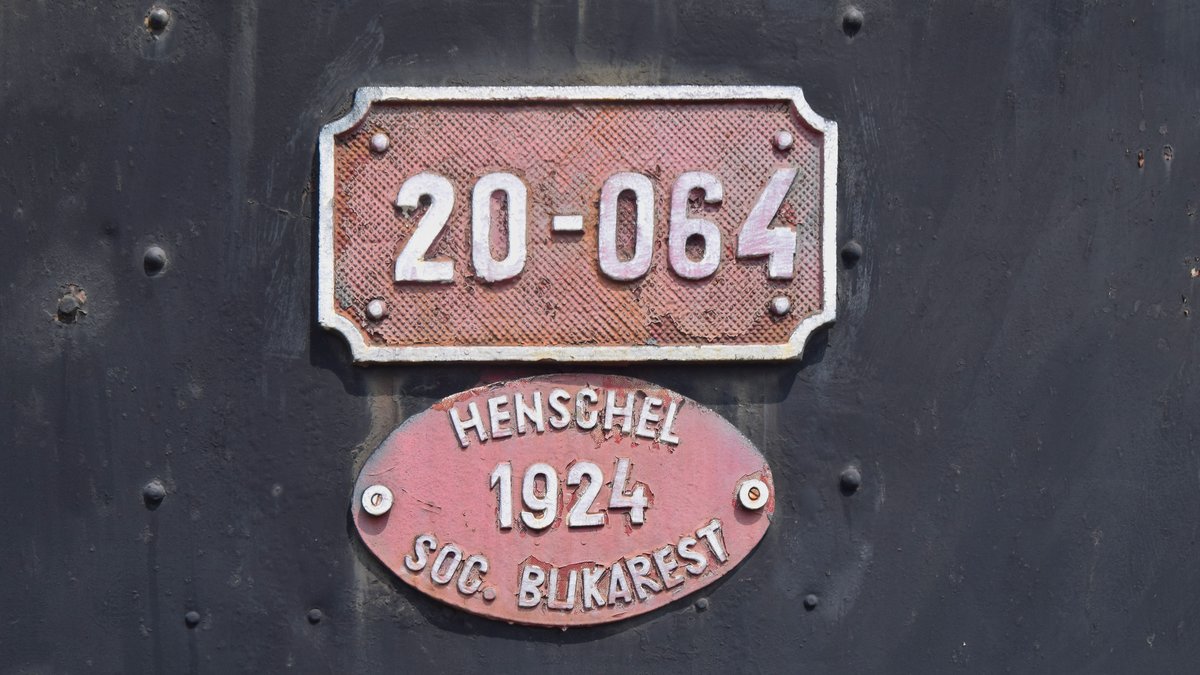 20-064
HENSCHEL
1924
SOC. BUKAREST